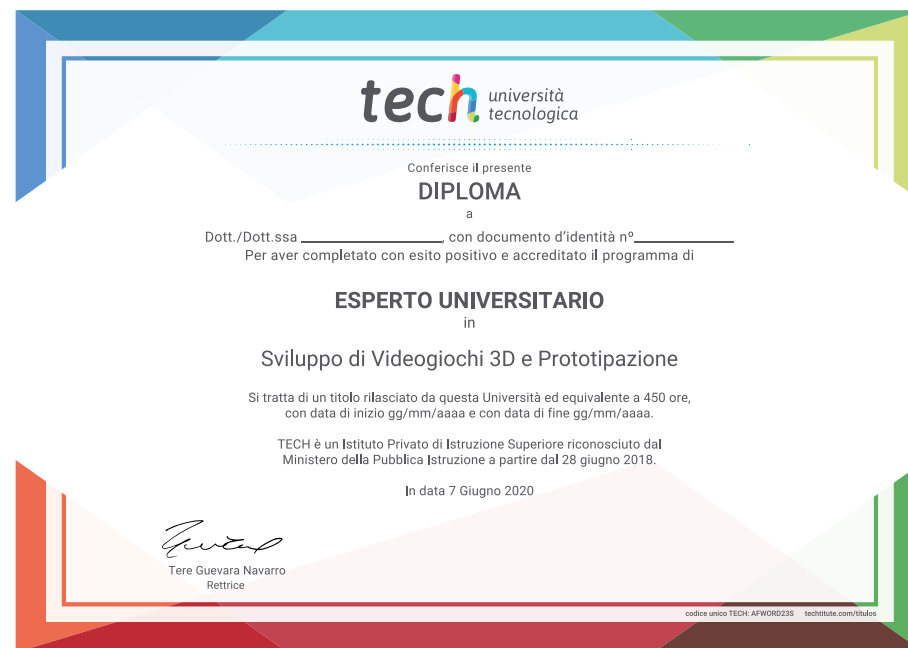 tech università
tecnologica
Conferisce il presente
DIPLOMA
a
Dott./Dott.ssa ____________________, con documento d'identità nº______________
Per aver completato con esito positivo e accreditato il programma di
ESPERTO UNIVERSITARIO
in
Sviluppo di Videogiochi 3D e Prototipazione
Si tratta di un titolo rilasciato da questa Università ed equivalente a 450 ore,
con data di inizio gg/mm/aaaa e con data di fine gg/mm/aaaa.
TECH è un Istituto Privato di Istruzione Superiore riconosciuto dal
Ministero della Pubblica Istruzione a partire dal 28 giugno 2018.
In data 7 Giugno 2020
Tere Guevara Navarro
Rettrice
codice unico TECH: AFWORD23S techtitute.com/titulos